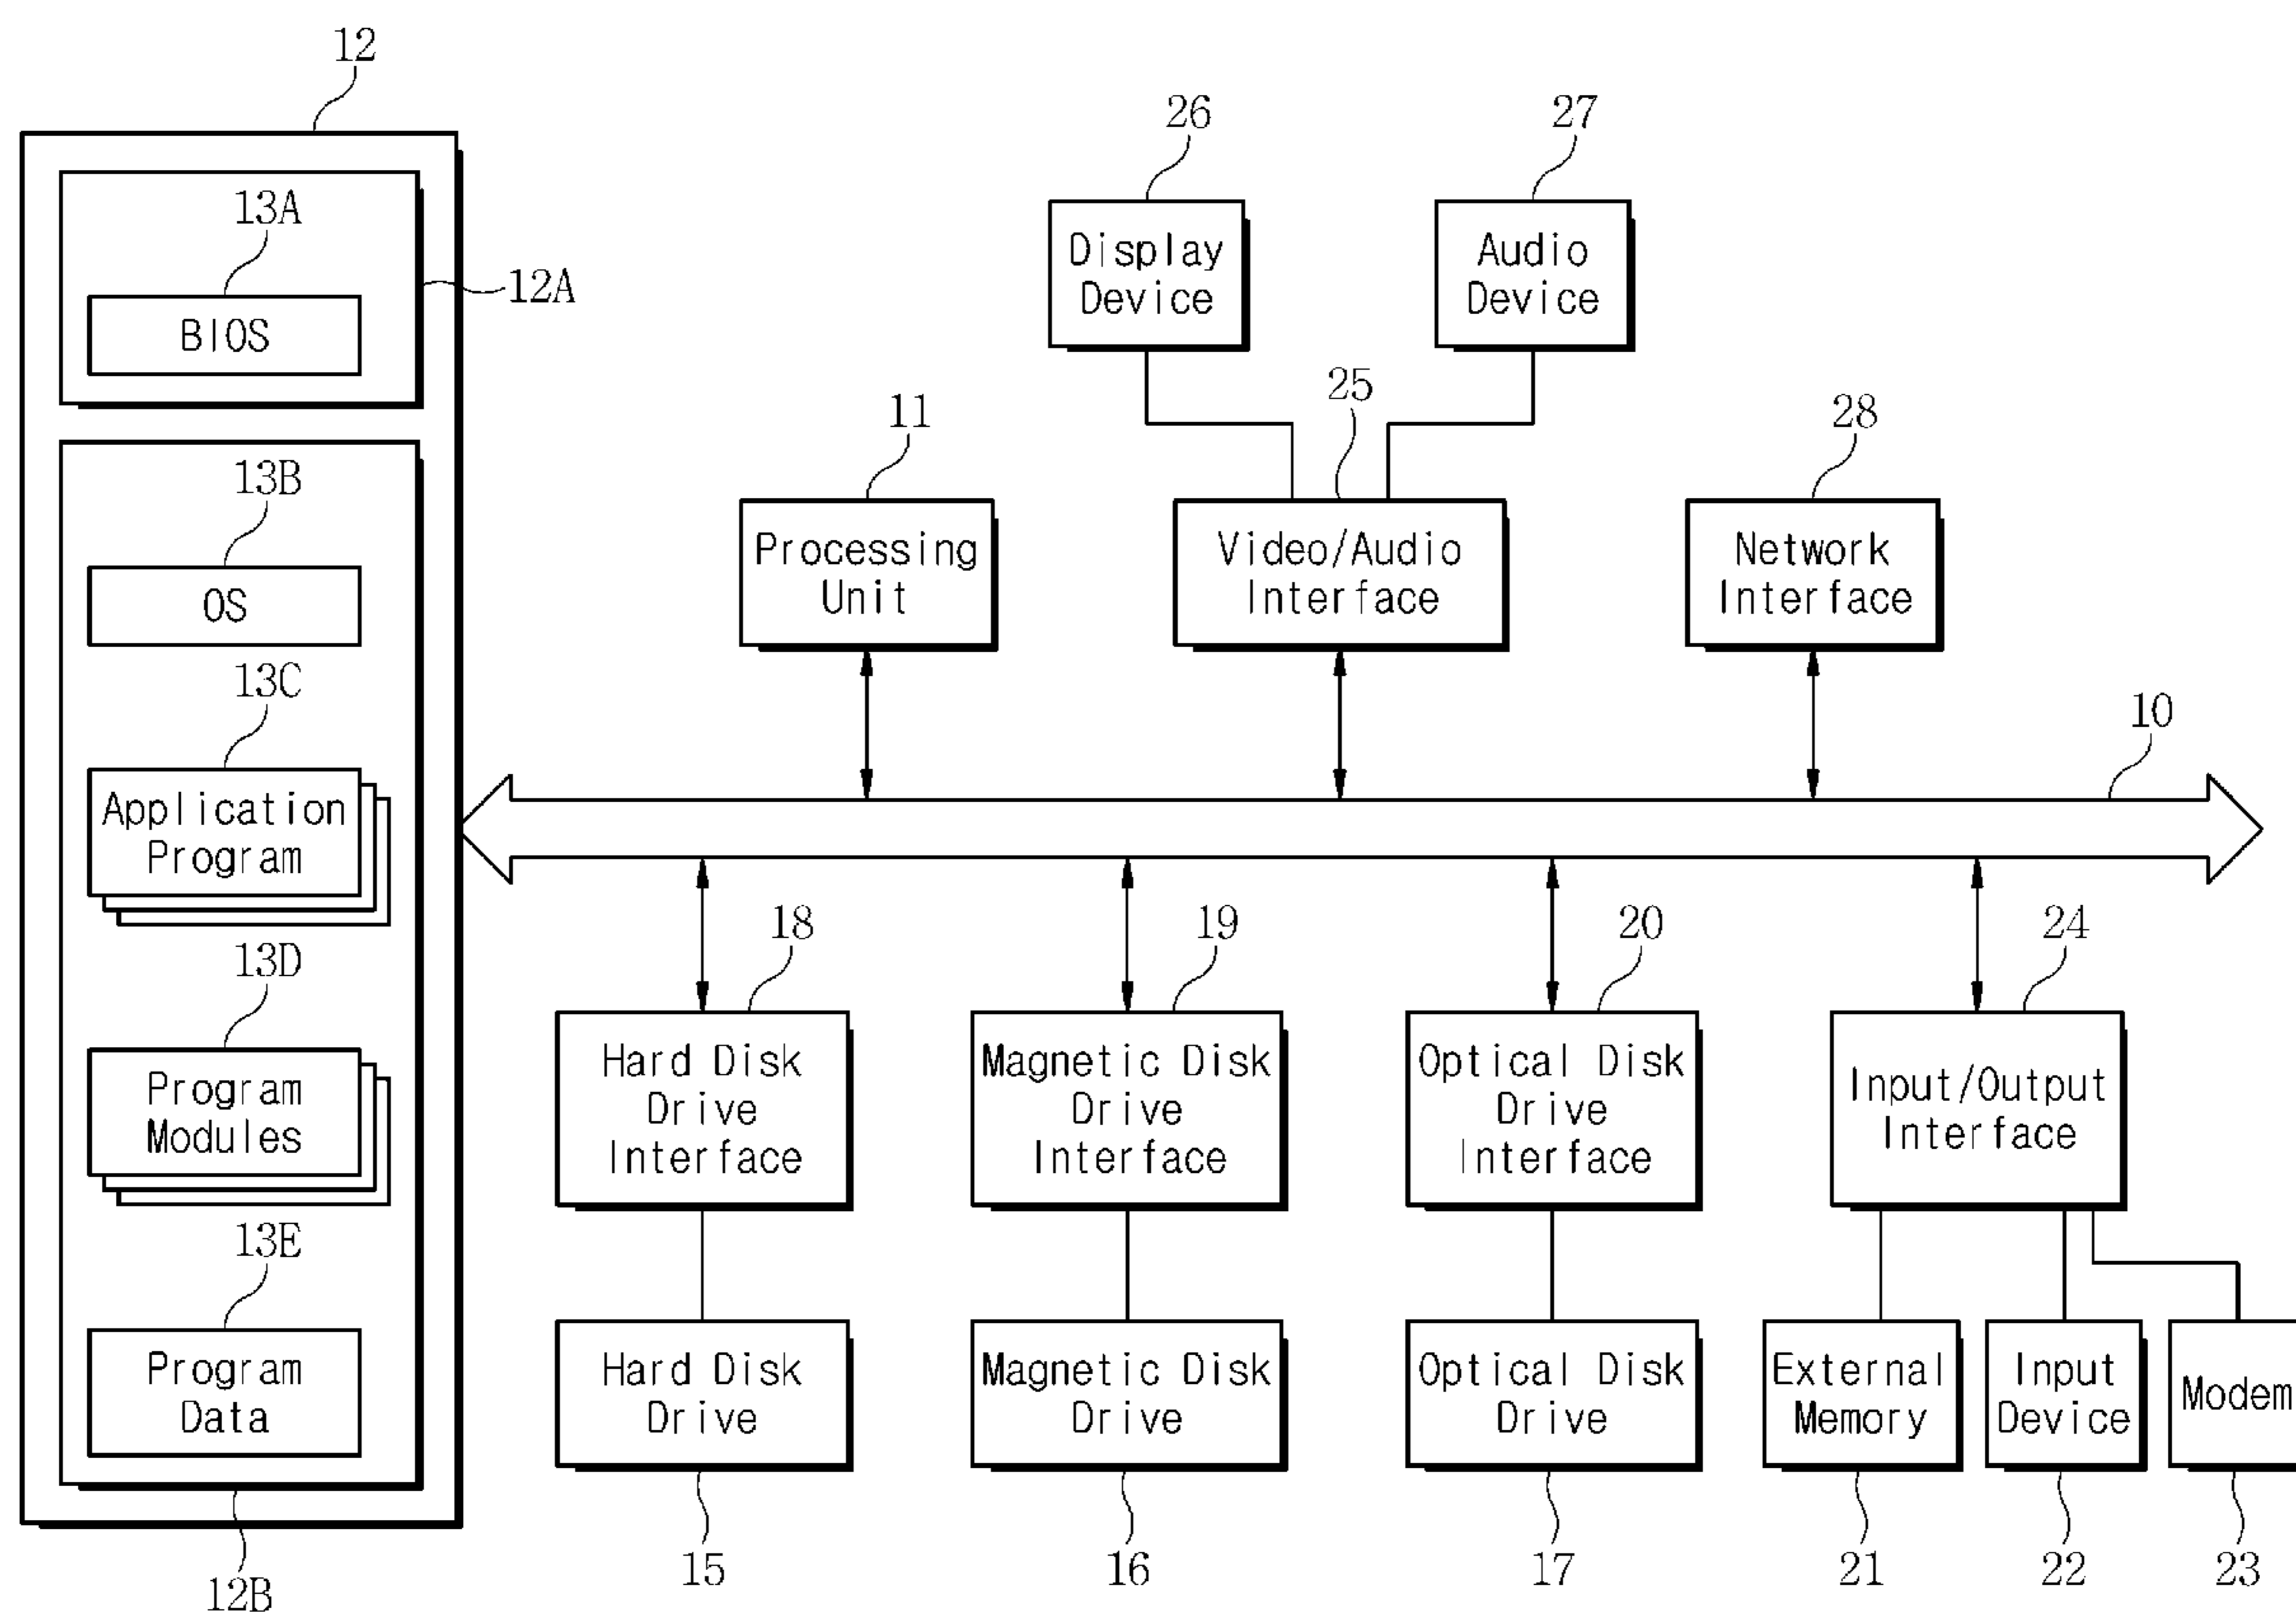 12
13A
BIOS
12A
13B
OS
13C
Application
Program
13D
Program
Modules
13E
Program
Data
12B
26
Display
Device
27
Audio
Device
11
Processing
Unit
25
Video/Audio
Interface
28
Network
Interface
10
18
Hard Disk
Drive
Interface
19
Magnetic Disk
Drive
Interface
20
Optical Disk
Drive
Interface
24
Input/Output
Interface
Hard Disk
Drive
15
Magnetic Disk
Drive
16
Optical Disk
Drive
17
External
Memory
21
Input
Device
22
Modem
23